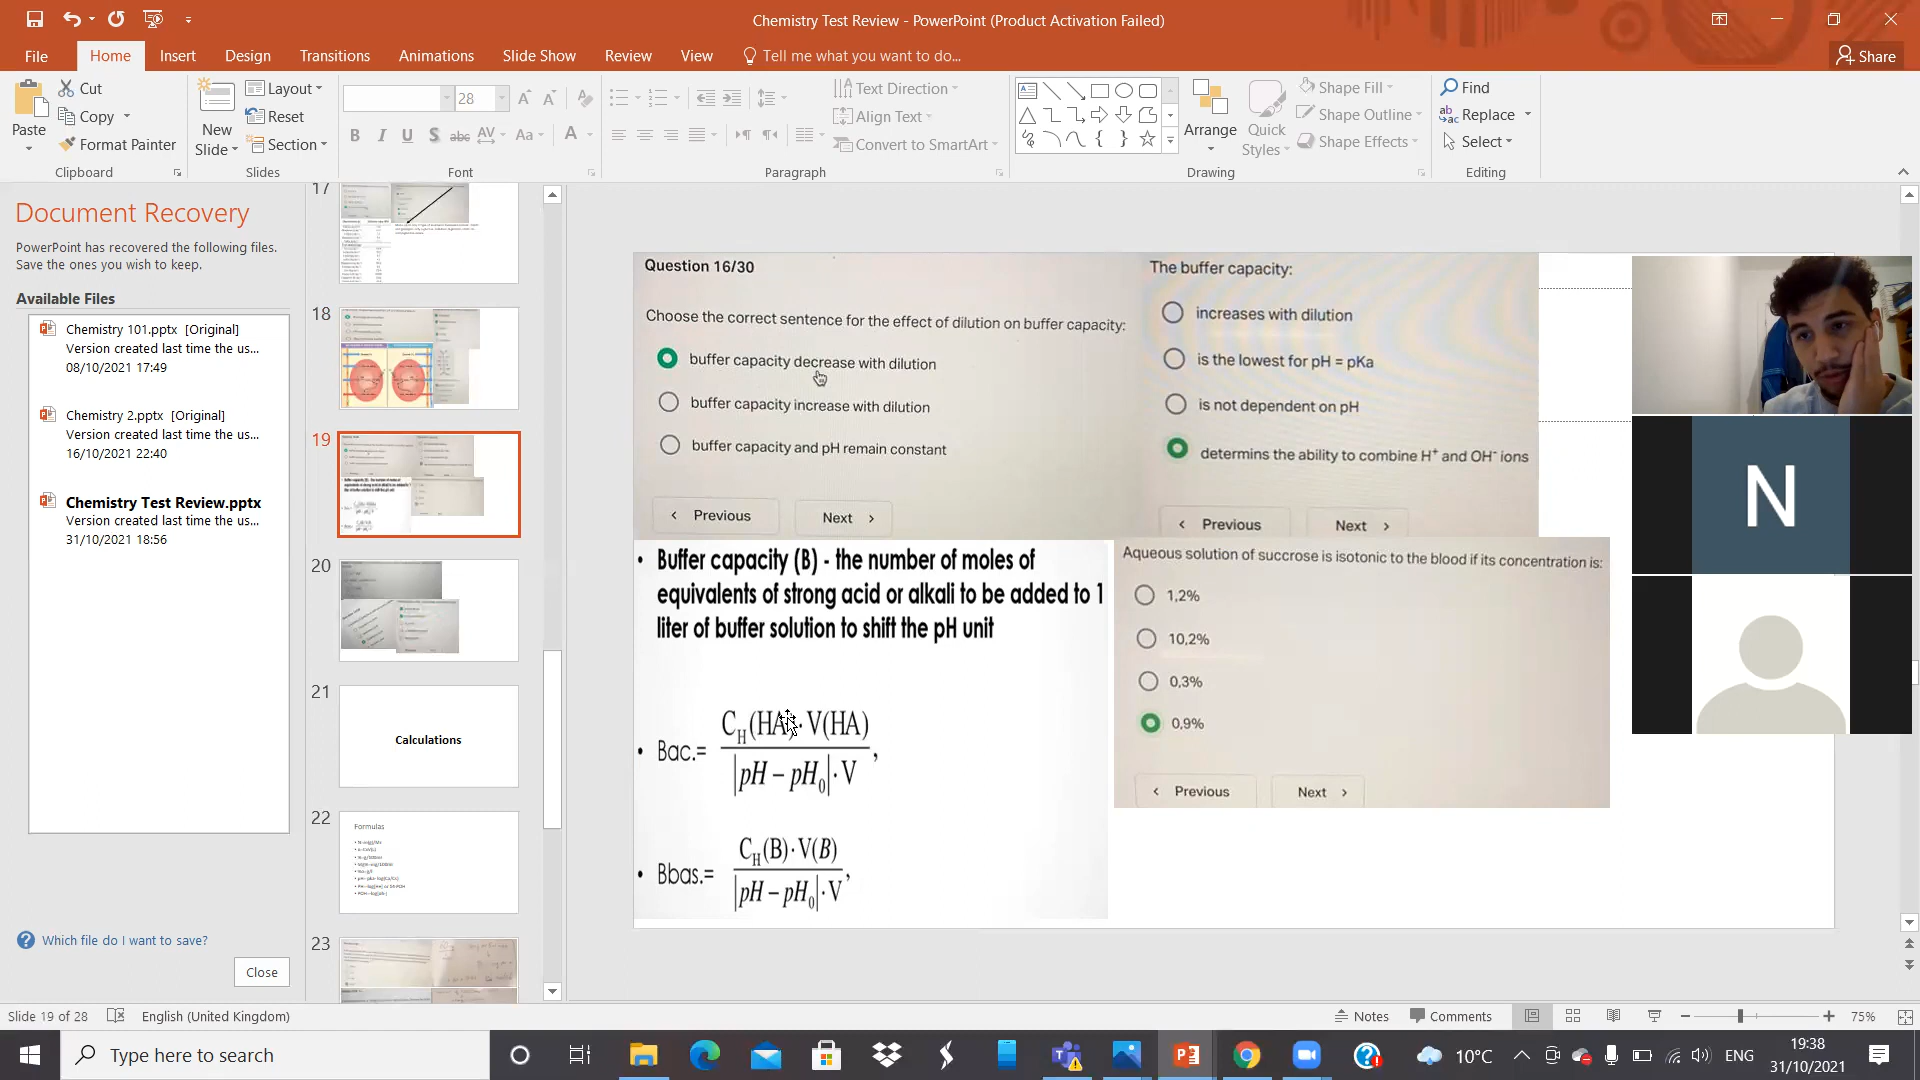 Chemistry Test Review - PowerPoint (Product Activation Failed)
File Home Insert Design Transitions Animations Slide Show Review View Tell me what you want to do... Share
Paste
Cut
Copy
Format Painter
Clipboard
New Slide
Layout
Reset
Section
Slides
28
Font
Text Direction
Align Text
Convert to SmartArt
Paragraph
Arrange
Quick Styles
Shape Fill
Shape Outline
Shape Effects
Drawing
Find
Replace
Select
Editing
Document Recovery
PowerPoint has recovered the following files.
Save the ones you wish to keep.
Available Files
Chemistry 101.pptx [Original]
Version created last time the us...
08/10/2021 17:49
Chemistry 2.pptx [Original]
Version created last time the us...
16/10/2021 22:40
Chemistry Test Review.pptx
Version created last time the us...
31/10/2021 18:56
Which file do I want to save?
Close
17
18
19
20
21
Calculations
22
Formulas
23
Question 16/30
Choose the correct sentence for the effect of dilution on buffer capacity:
buffer capacity decrease with dilution
buffer capacity increase with dilution
buffer capacity and pH remain constant
< Previous
Next >
The buffer capacity:
increases with dilution
is the lowest for pH = pKa
is not dependent on pH
determins the ability to combine H⁺ and OH⁻ ions
< Previous
Next >
• Buffer capacity (B) - the number of moles of
equivalents of strong acid or alkali to be added to 1
liter of buffer solution to shift the pH unit
• Bac.= C_H(HA)·V(HA) / |pH – pH₀|·V,
• Bbas.= C_H(B)·V(B) / |pH – pH₀|·V,
Aqueous solution of succrose is isotonic to the blood if its concentration is:
1,2%
10,2%
0,3%
0,9%
< Previous
Next >
N
Slide 19 of 28 English (United Kingdom) Notes Comments 75%
Type here to search
10°C
ENG
19:38
31/10/2021